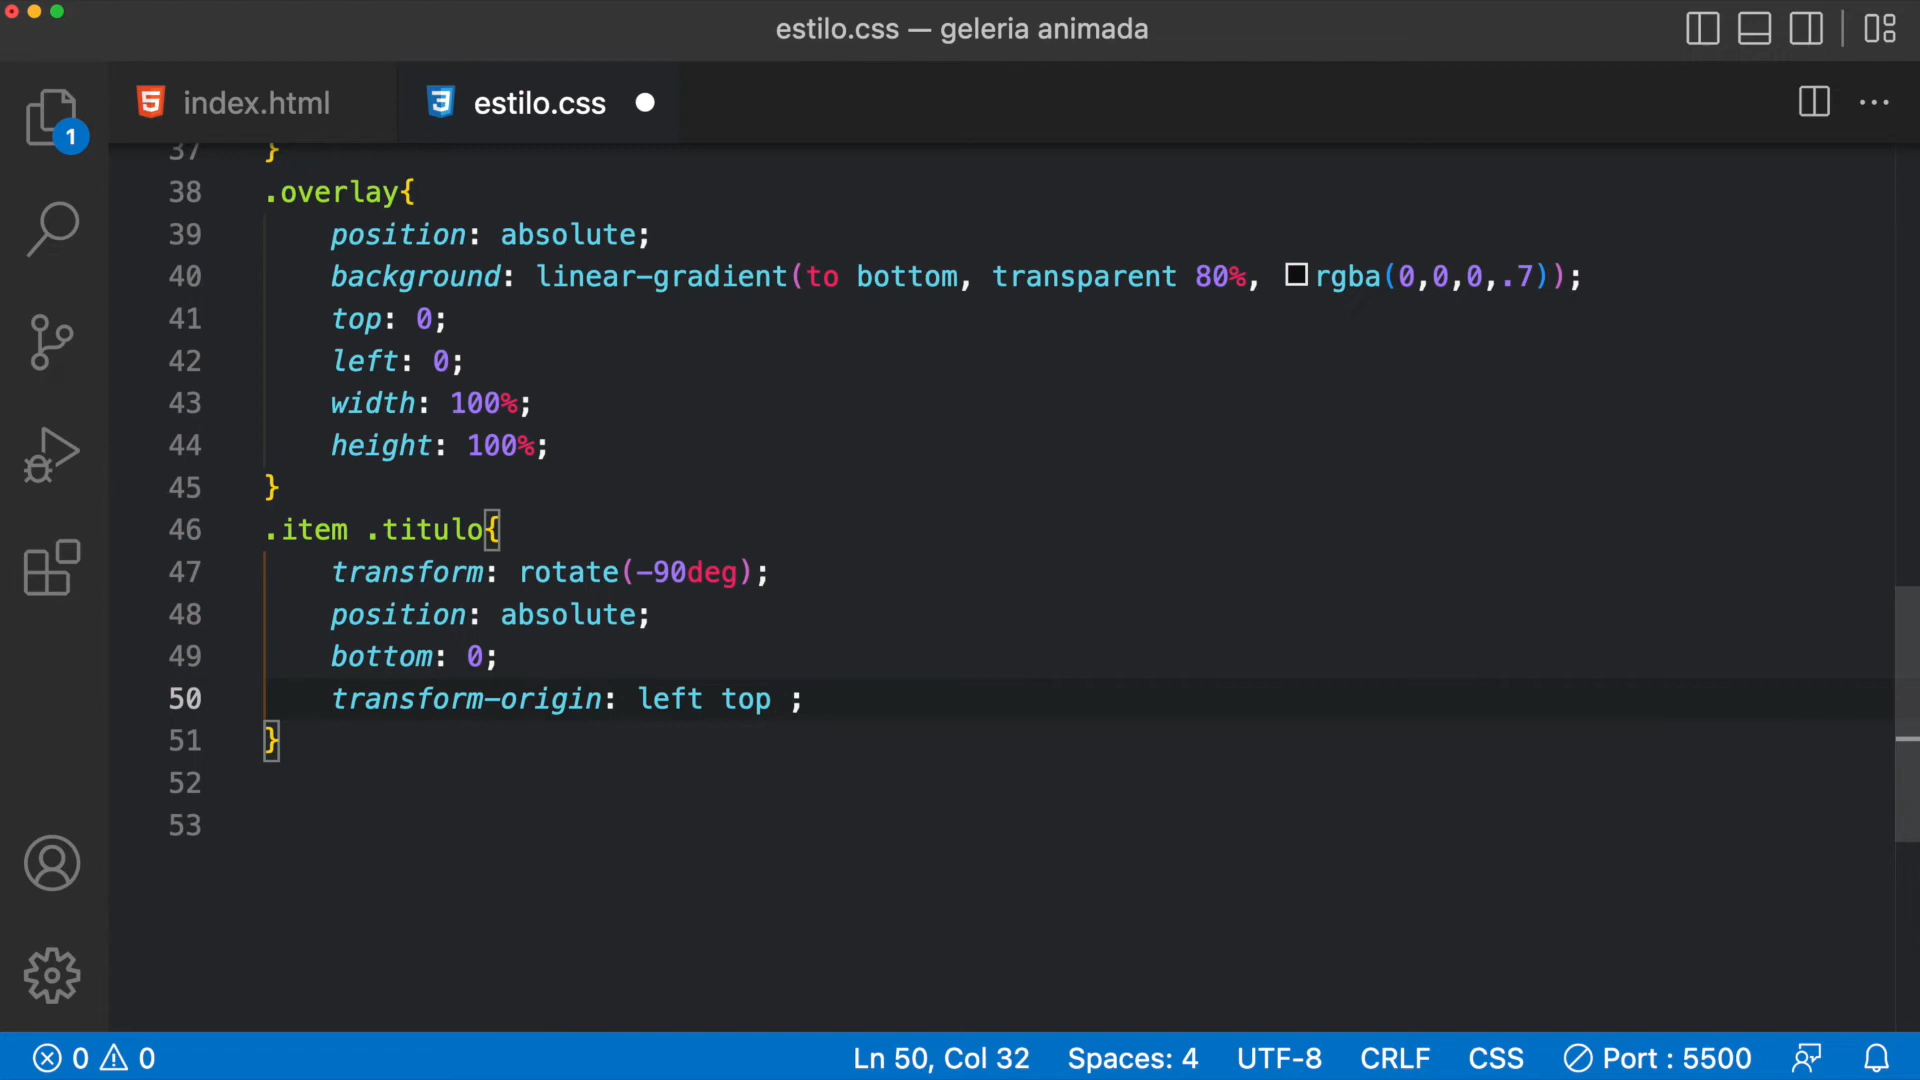 estilo.css — geleria animada
index.html
estilo.css
1
37 }
38 .overlay{
39 position: absolute;
40 background: linear-gradient(to bottom, transparent 80%, rgba(0,0,0,.7));
41 top: 0;
42 left: 0;
43 width: 100%;
44 height: 100%;
45 }
46 .item .titulo{
47 transform: rotate(-90deg);
48 position: absolute;
49 bottom: 0;
50 transform-origin: left top ;
51 }
52
53
0 0 Ln 50, Col 32 Spaces: 4 UTF-8 CRLF CSS Port : 5500